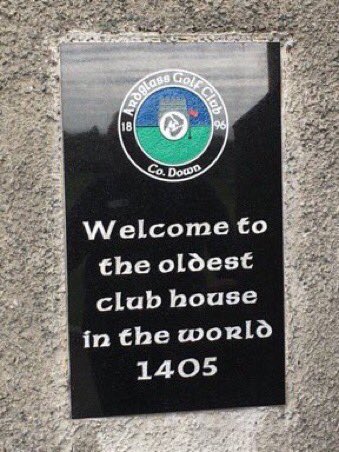 Ardglass Golf Club
18 96
Co. Down
Welcome to
the oldest
club house
in the world
1405